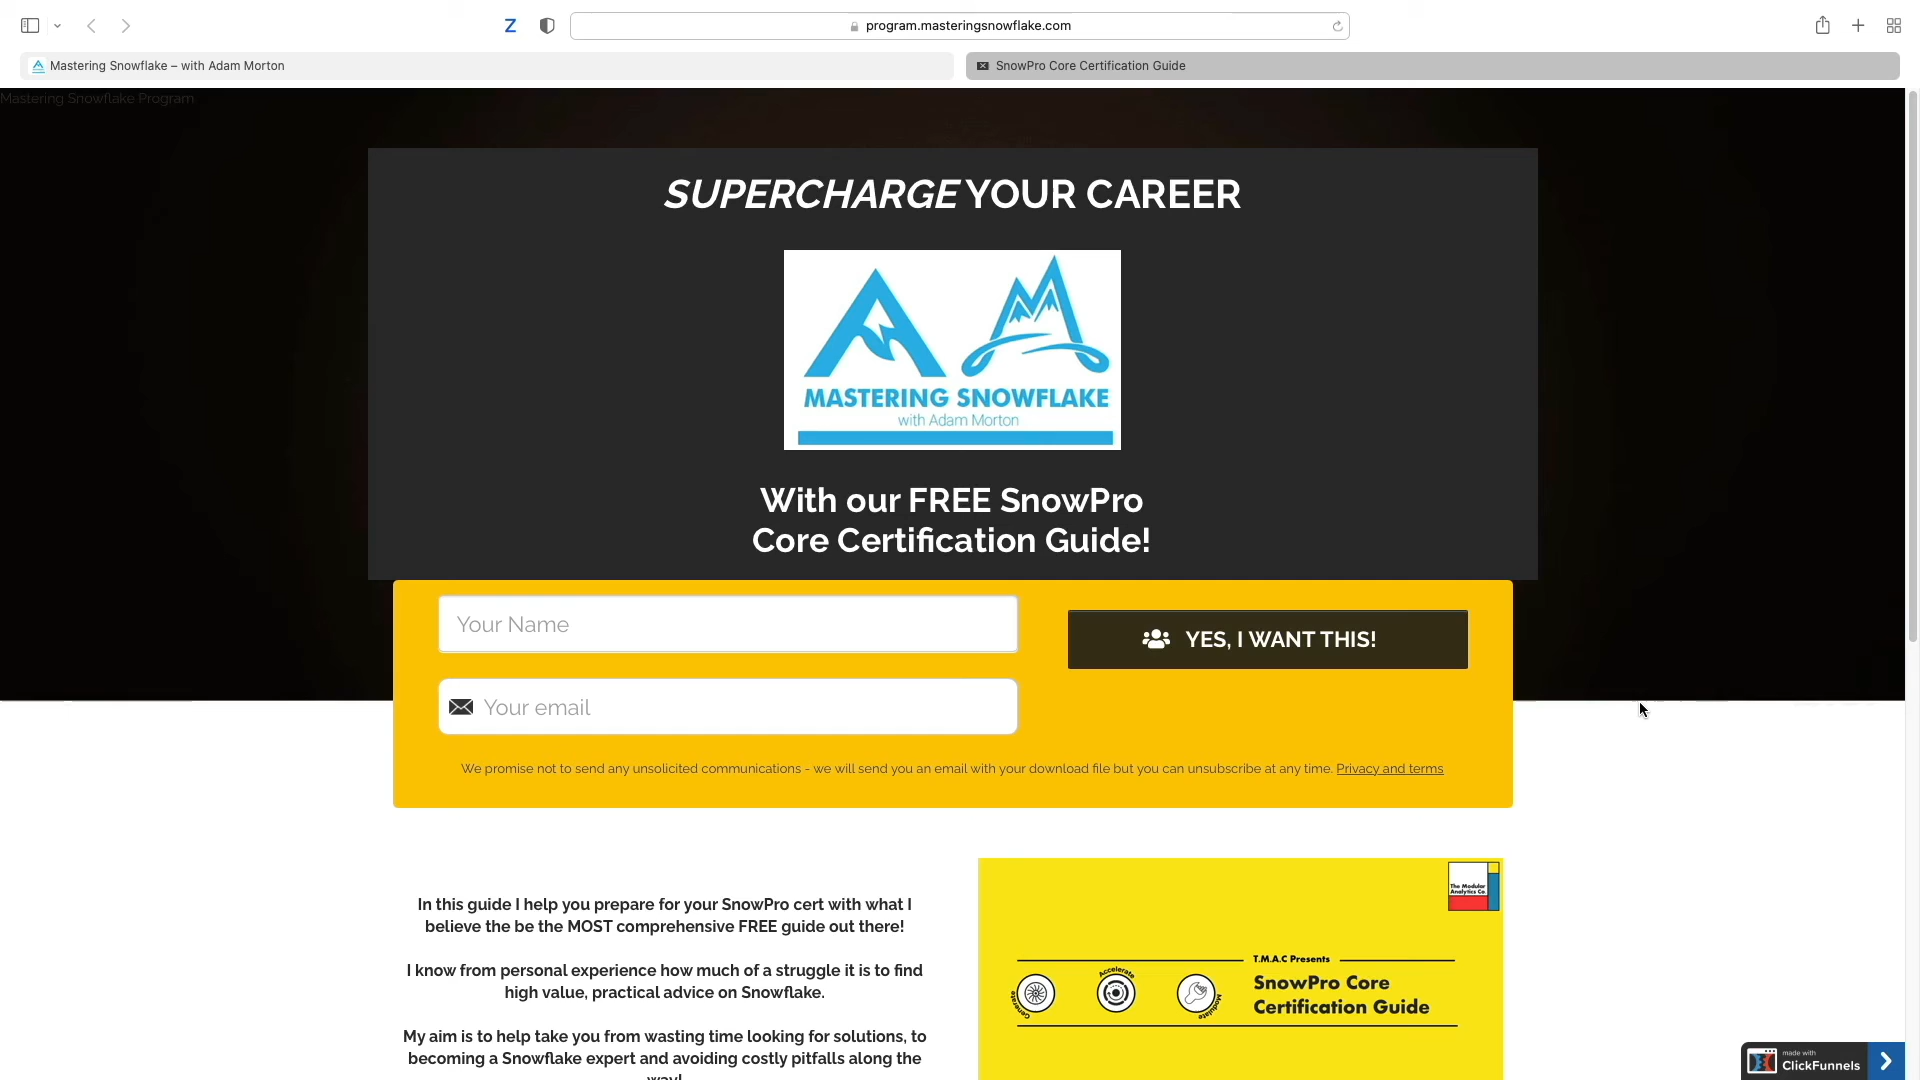 program.masteringsnowflake.com
Mastering Snowflake – with Adam Morton
SnowPro Core Certification Guide
Mastering Snowflake Program
SUPERCHARGE YOUR CAREER
MASTERING SNOWFLAKE
with Adam Morton
With our FREE SnowPro
Core Certification Guide!
Your Name
YES, I WANT THIS!
Your email
We promise not to send any unsolicited communications - we will send you an email with your download file but you can unsubscribe at any time. Privacy and terms
In this guide I help you prepare for your SnowPro cert with what I
believe the be the MOST comprehensive FREE guide out there!
I know from personal experience how much of a struggle it is to find
high value, practical advice on Snowflake.
My aim is to help take you from wasting time looking for solutions, to
becoming a Snowflake expert and avoiding costly pitfalls along the
way!
The Modular
Analytics Co.
T.M.A.C Presents
Generate
Accelerate
Modulate
SnowPro Core
Certification Guide
made with
ClickFunnels